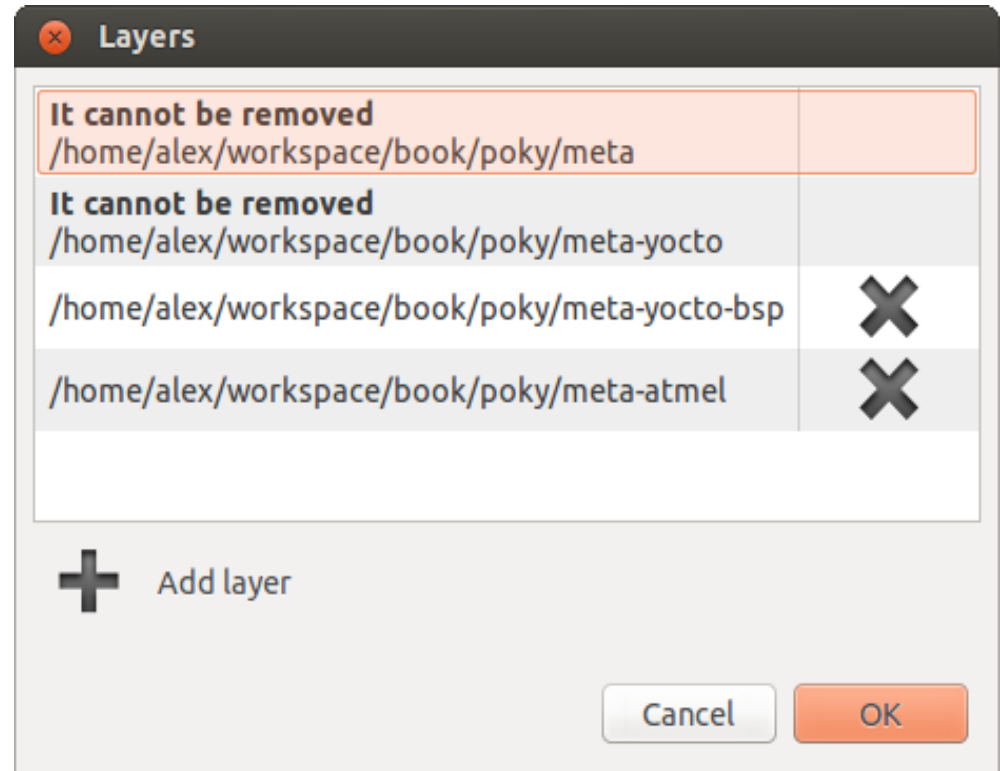 Layers
It cannot be removed
/home/alex/workspace/book/poky/meta
It cannot be removed
/home/alex/workspace/book/poky/meta-yocto
/home/alex/workspace/book/poky/meta-yocto-bsp
/home/alex/workspace/book/poky/meta-atmel
Add layer
Cancel
OK